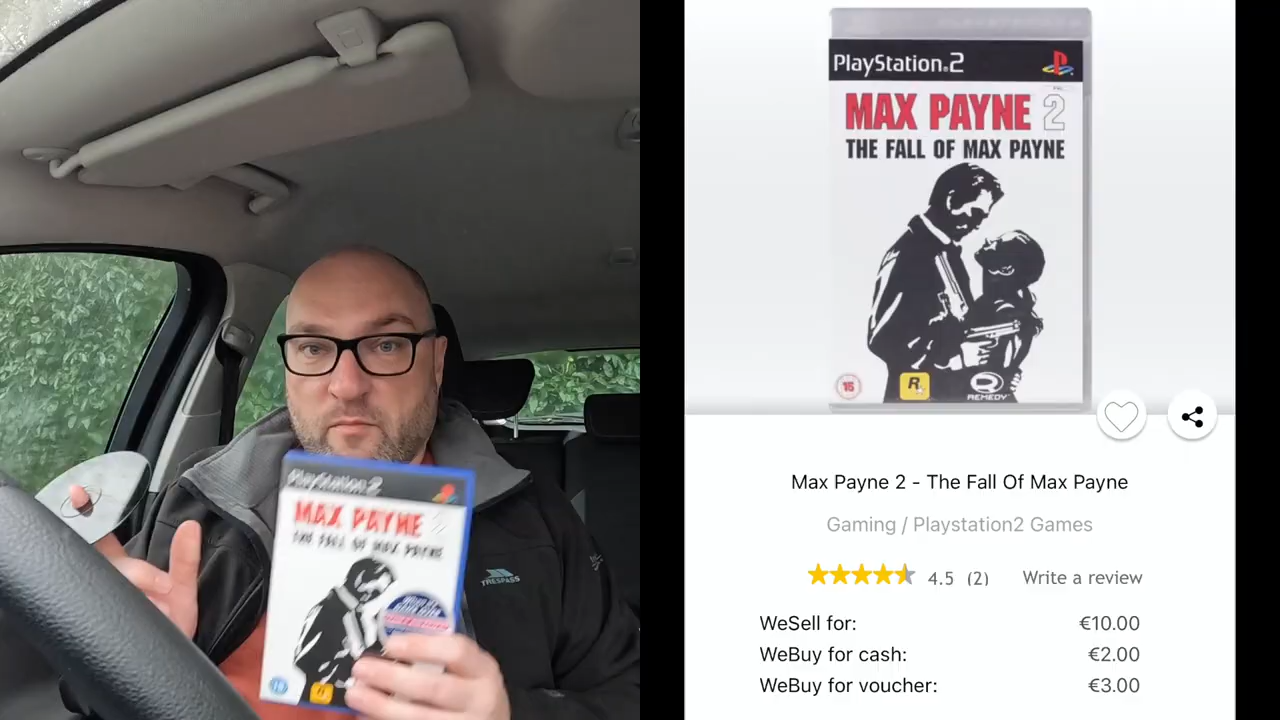 PlayStation 2
MAX PAYNE 2
THE FALL OF MAX PAYNE
TRESPASS
PlayStation 2
MAX PAYNE 2
THE FALL OF MAX PAYNE
15
R
REMEDY
Max Payne 2 - The Fall Of Max Payne
Gaming / Playstation2 Games
4.5 (2) Write a review
WeSell for: €10.00
WeBuy for cash: €2.00
WeBuy for voucher: €3.00